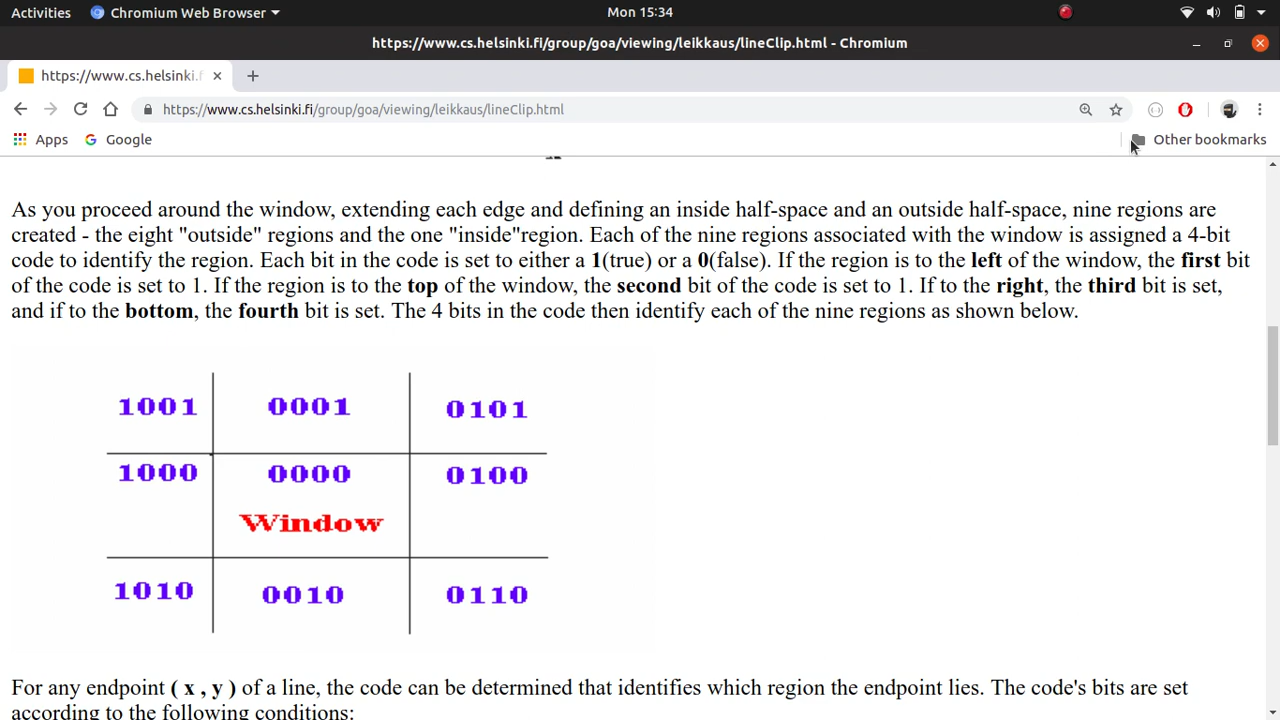 Activities Chromium Web Browser Mon 15:34
https://www.cs.helsinki.fi/group/goa/viewing/leikkaus/lineClip.html - Chromium
https://www.cs.helsinki.f
https://www.cs.helsinki.fi/group/goa/viewing/leikkaus/lineClip.html
Apps Google Other bookmarks
As you proceed around the window, extending each edge and defining an inside half-space and an outside half-space, nine regions are
created - the eight "outside" regions and the one "inside"region. Each of the nine regions associated with the window is assigned a 4-bit
code to identify the region. Each bit in the code is set to either a 1(true) or a 0(false). If the region is to the left of the window, the first bit
of the code is set to 1. If the region is to the top of the window, the second bit of the code is set to 1. If to the right, the third bit is set,
and if to the bottom, the fourth bit is set. The 4 bits in the code then identify each of the nine regions as shown below.
1001 0001 0101
1000 0000 0100
Window
1010 0010 0110
For any endpoint ( x , y ) of a line, the code can be determined that identifies which region the endpoint lies. The code's bits are set
according to the following conditions: